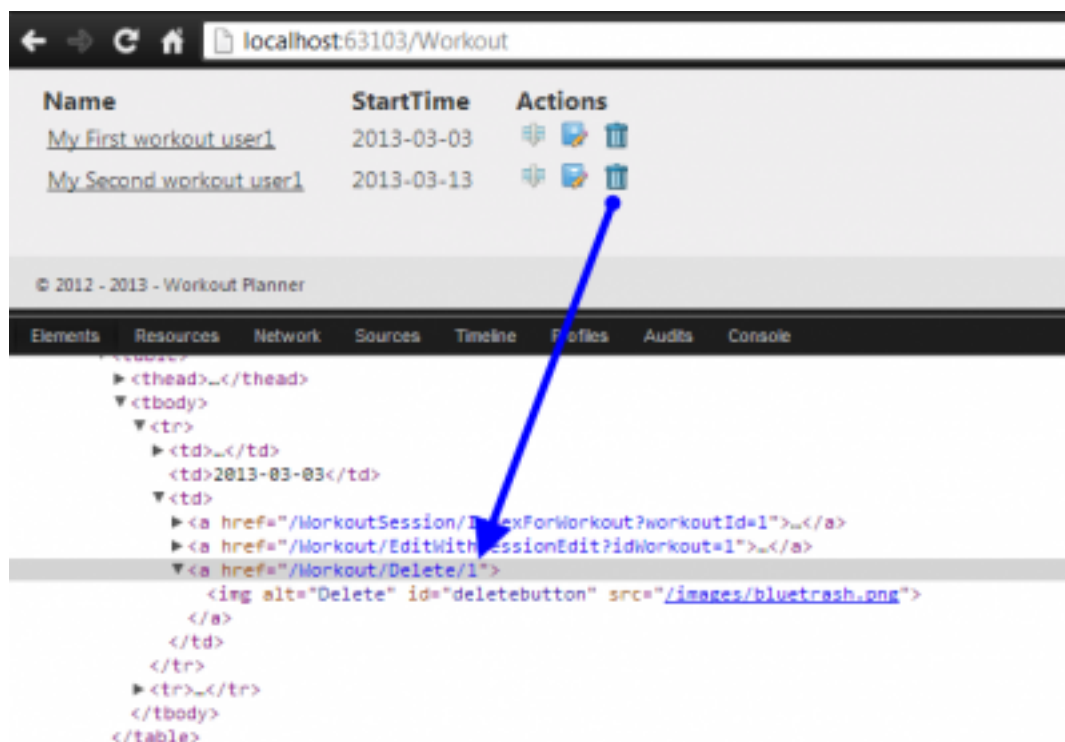 localhost:63103/Workout
Name StartTime Actions
My First workout user1 2013-03-03
My Second workout user1 2013-03-13
© 2012 - 2013 - Workout Planner
Elements Resources Network Sources Timeline Profiles Audits Console
▶<thead>…</thead>
▼<tbody>
▼<tr>
▶<td>…</td>
<td>2013-03-03</td>
▼<td>
▶<a href="/WorkoutSession/IndexForWorkout?workoutId=1">…</a>
▶<a href="/Workout/EditWithSessionEdit?idWorkout=1">…</a>
▼<a href="/Workout/Delete/1">
<img alt="Delete" id="deletebutton" src="/images/bluetrash.png">
</a>
</td>
</tr>
▶<tr>…</tr>
</tbody>
</table>